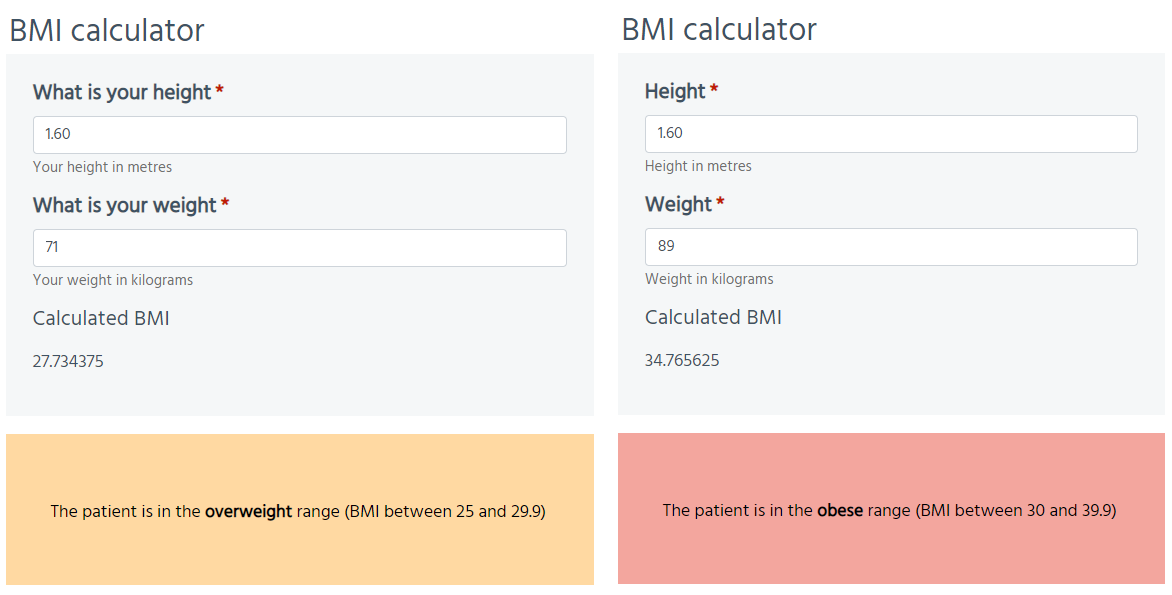 BMI calculator
What is your height *
1.60
Your height in metres
What is your weight *
71
Your weight in kilograms
Calculated BMI
27.734375
The patient is in the overweight range (BMI between 25 and 29.9)
BMI calculator
Height *
1.60
Height in metres
Weight *
89
Weight in kilograms
Calculated BMI
34.765625
The patient is in the obese range (BMI between 30 and 39.9)